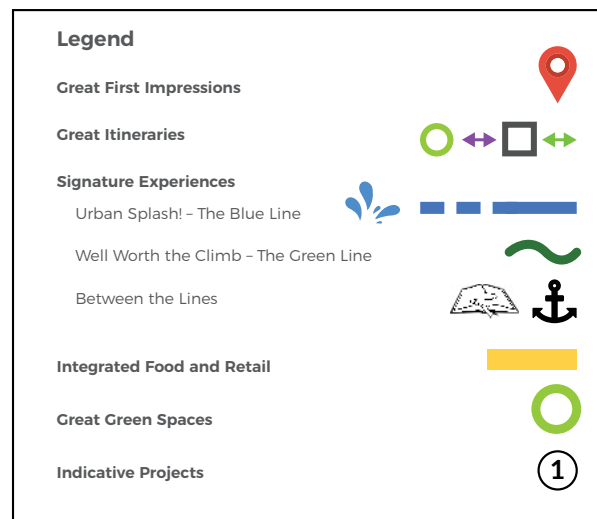 Legend
Great First Impressions
Great Itineraries
Signature Experiences
Urban Splash! – The Blue Line
Well Worth the Climb – The Green Line
Between the Lines
Integrated Food and Retail
Great Green Spaces
Indicative Projects
1